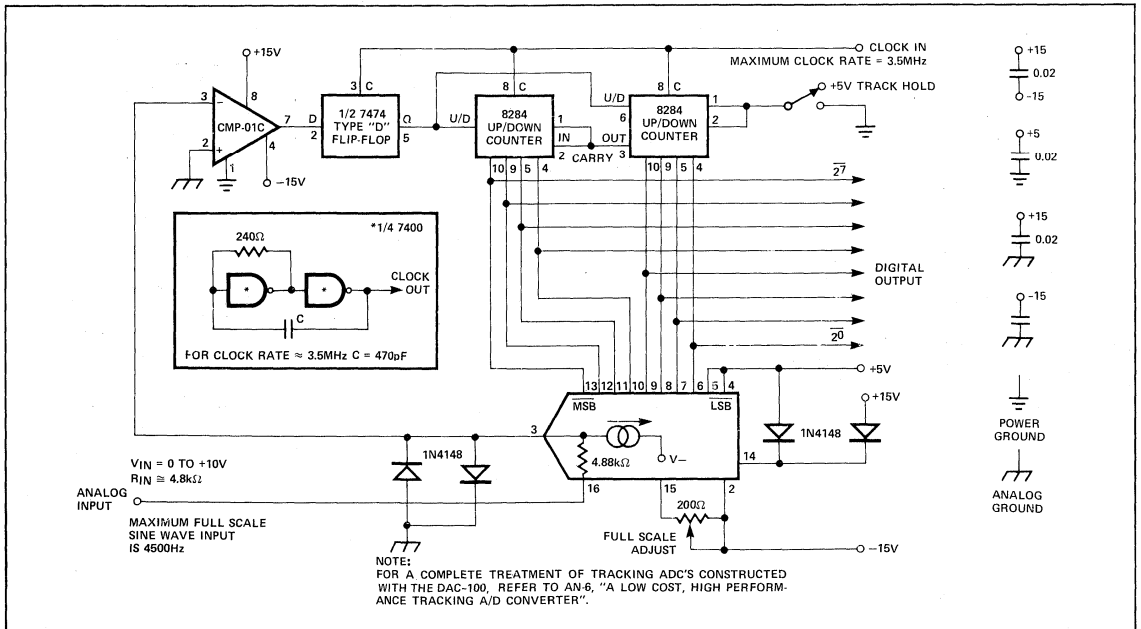 +15V
3
–
8
CMP-01C
7
2
+
4
1
–15V
3 C
D
2
1/2 7474
TYPE "D"
FLIP-FLOP
Q
5
U/D
8 C
8284
UP/DOWN
COUNTER
1
IN
2
CARRY
OUT
3
10 9 5 4
U/D
6
8 C
8284
UP/DOWN
COUNTER
1
2
10 9 5 4
CLOCK IN
MAXIMUM CLOCK RATE = 3.5MHz
+5V TRACK HOLD
27
DIGITAL
OUTPUT
20
*1/4 7400
240Ω
*
*
CLOCK
OUT
C
FOR CLOCK RATE ≈ 3.5MHz C = 470pF
+5V
+15V
13 12 11 10 9 8 7 6 5 4
MSB
LSB
3
4.88kΩ
V–
14
16
15
2
1N4148
1N4148
VIN = 0 TO +10V
RIN ≅ 4.8kΩ
ANALOG
INPUT
MAXIMUM FULL SCALE
SINE WAVE INPUT
IS 4500Hz
200Ω
FULL SCALE
ADJUST
–15V
NOTE:
FOR A COMPLETE TREATMENT OF TRACKING ADC'S CONSTRUCTED
WITH THE DAC-100, REFER TO AN-6, "A LOW COST, HIGH PERFORM-
ANCE TRACKING A/D CONVERTER".
+15
0.02
-15
+5
0.02
+15
0.02
-15
POWER
GROUND
ANALOG
GROUND